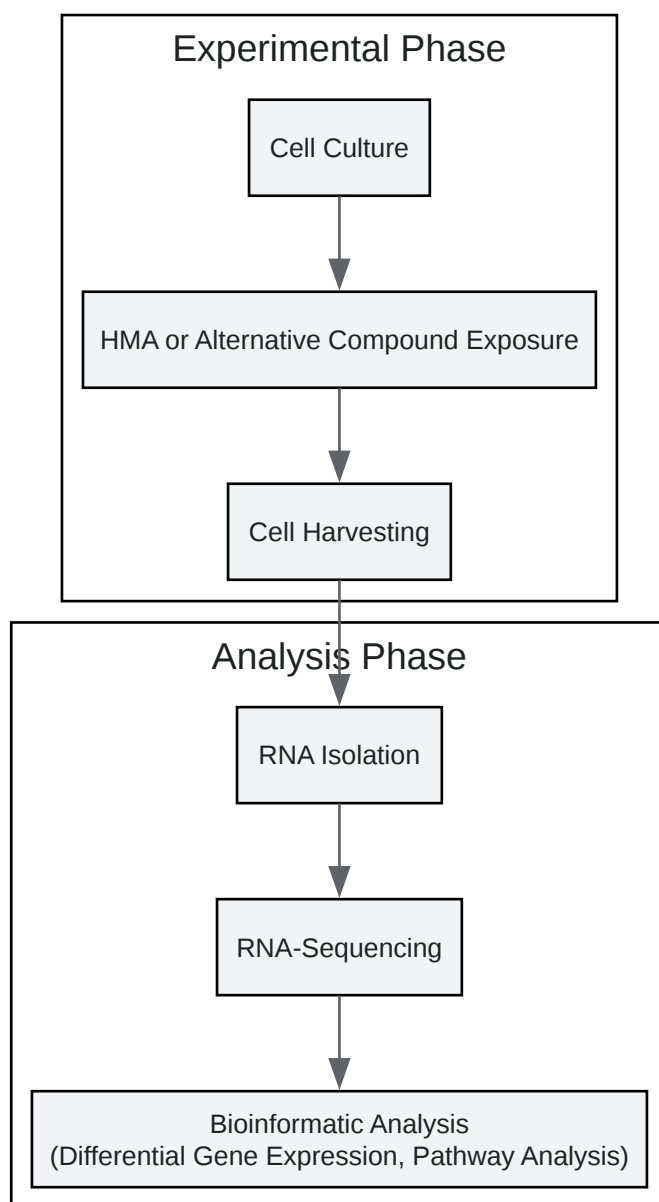 Experimental Phase
Cell Culture
HMA or Alternative Compound Exposure
Cell Harvesting
Analysis Phase
RNA Isolation
RNA-Sequencing
Bioinformatic Analysis
(Differential Gene Expression, Pathway Analysis)